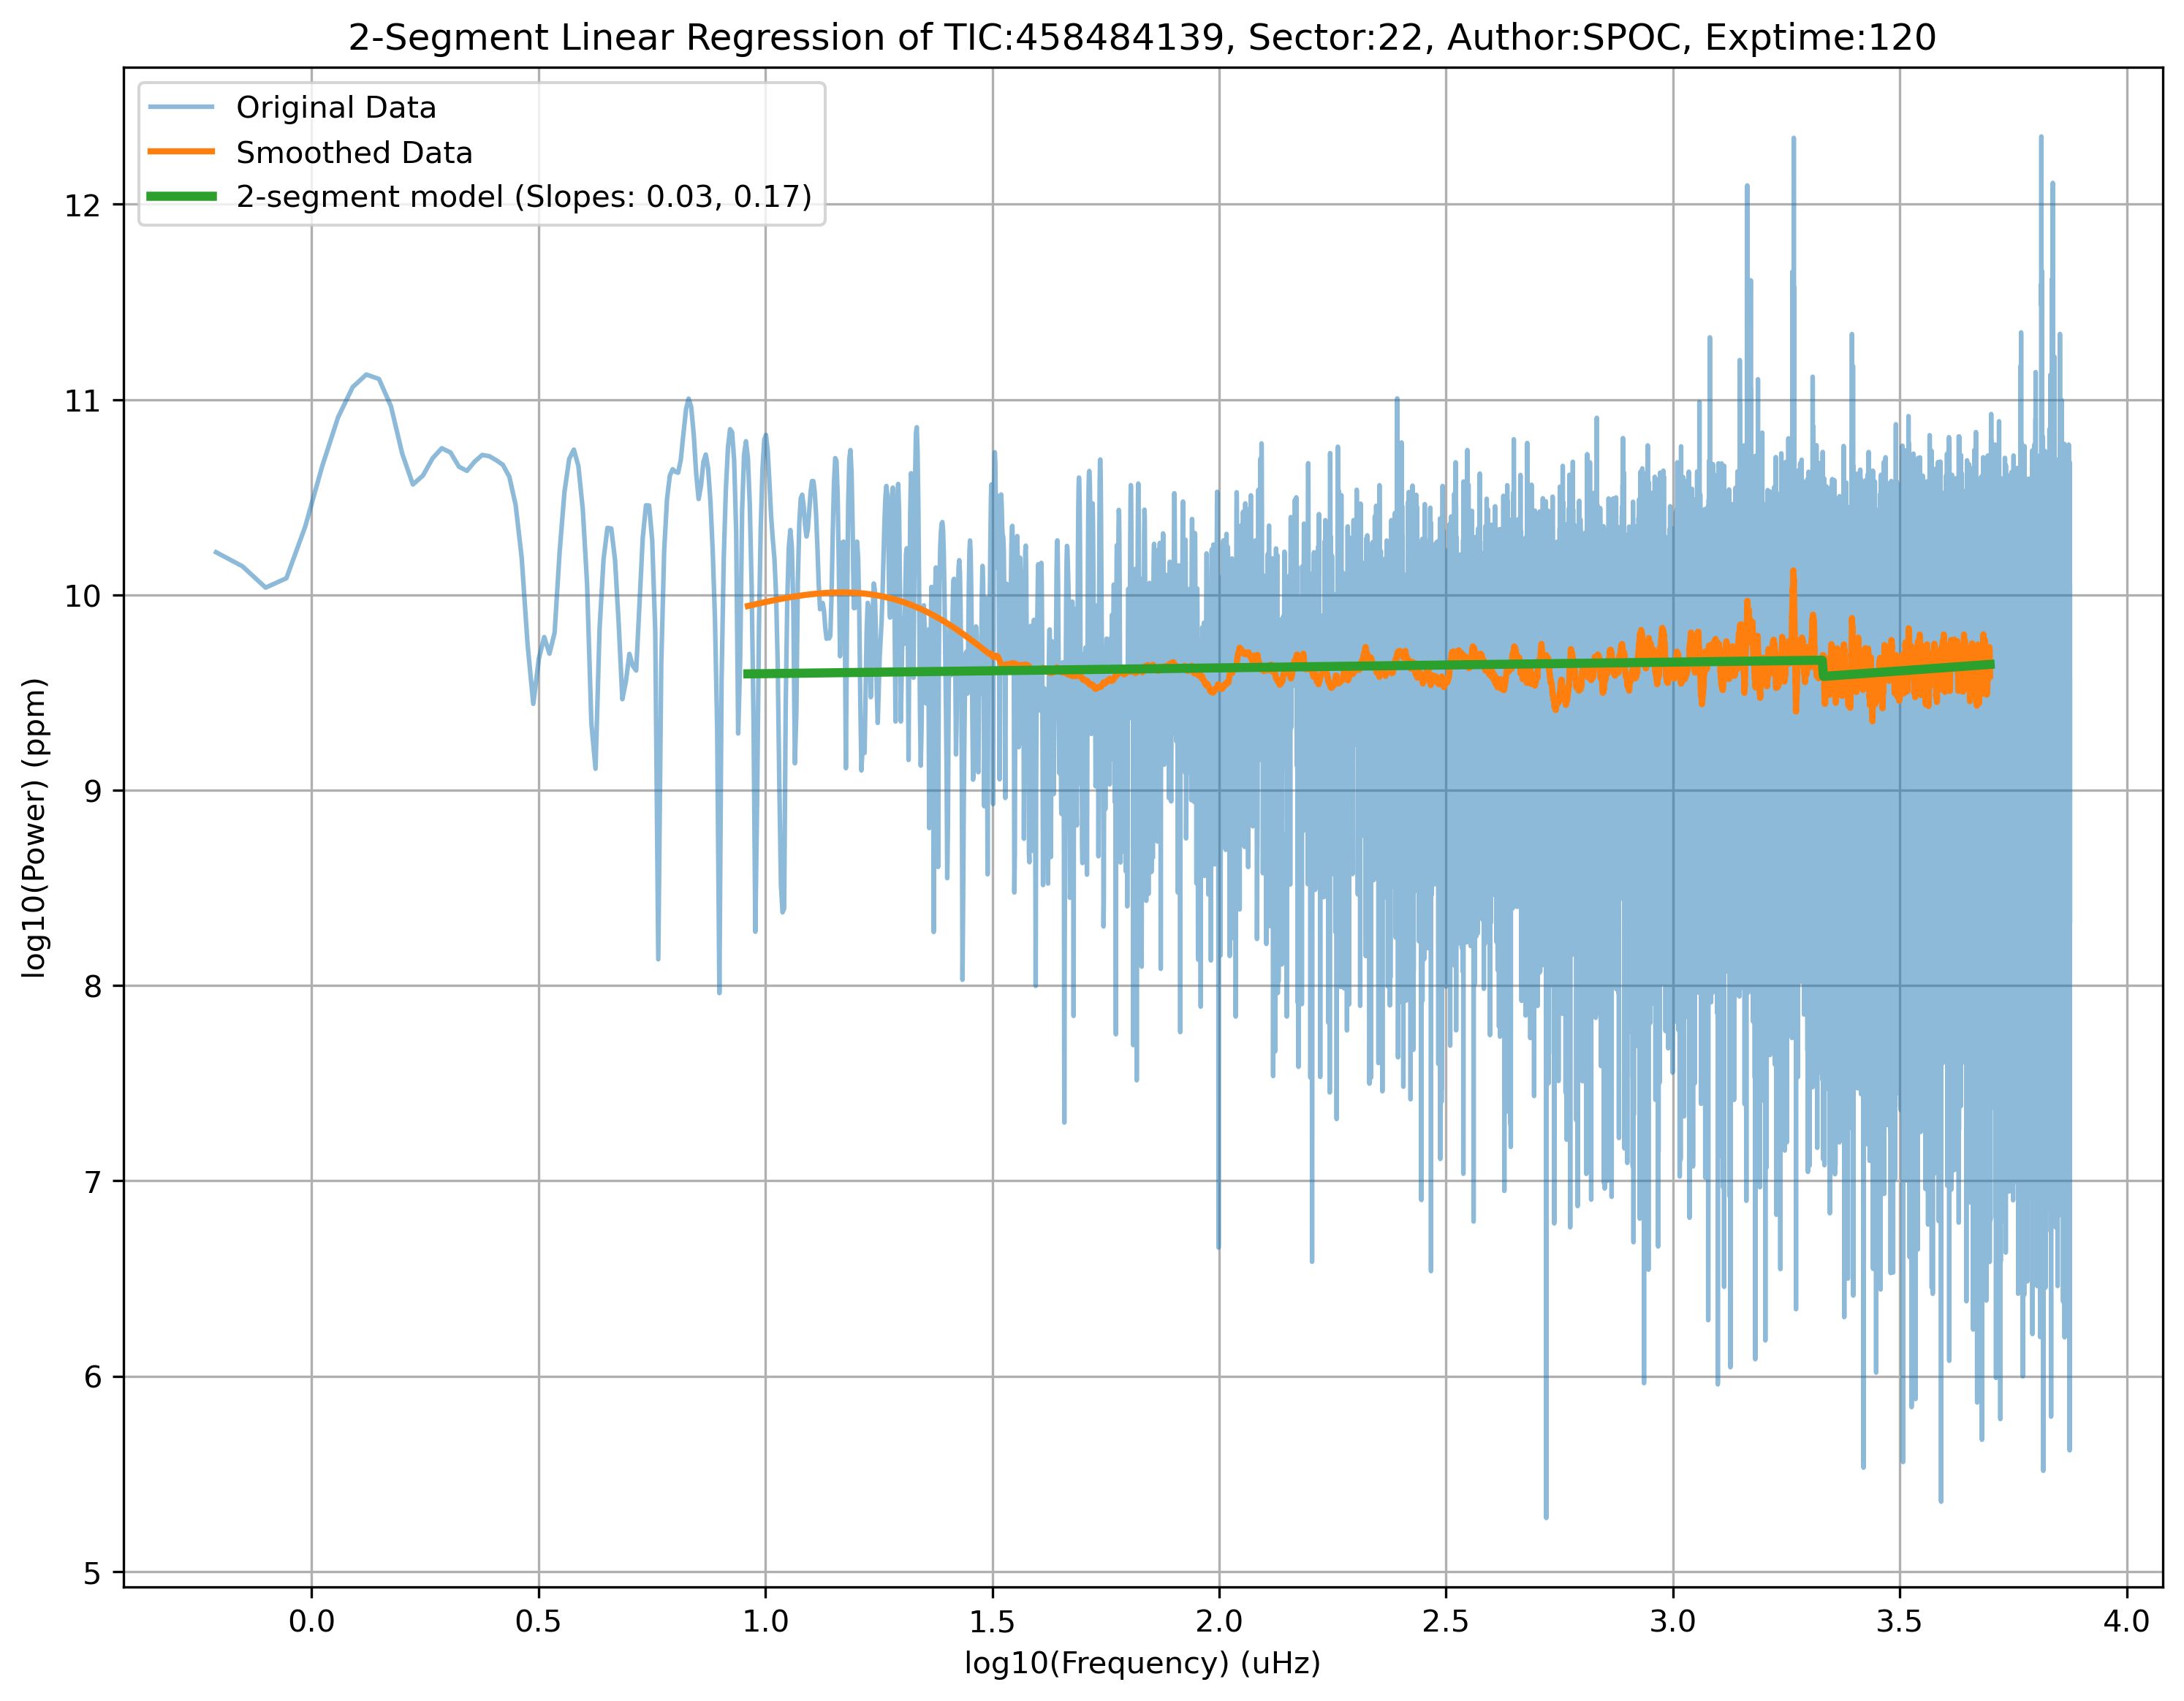 2-Segment Linear Regression of TIC:458484139, Sector:22, Author:SPOC, Exptime:120
Original Data
Smoothed Data
2-segment model (Slopes: 0.03, 0.17)
log10(Power) (ppm)
12
11
10
9
8
7
6
5
0.0 0.5 1.0 1.5 2.0 2.5 3.0 3.5 4.0
log10(Frequency) (uHz)